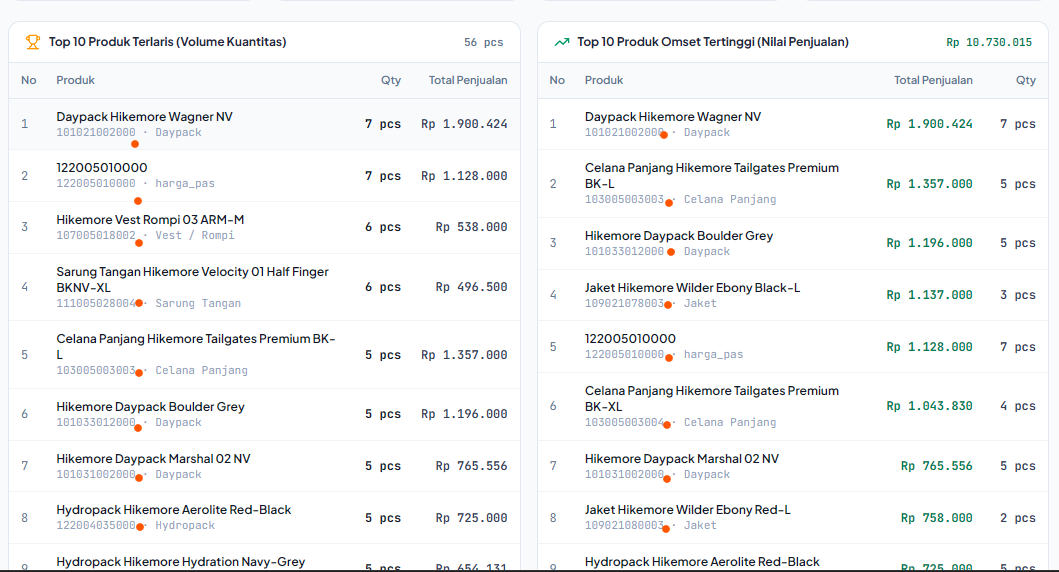 Top 10 Produk Terlaris (Volume Kuantitas) 56 pcs
No Produk Qty Total Penjualan
1 Daypack Hikemore Wagner NV 7 pcs Rp 1.900.424
101021002000 · Daypack
2 122005010000 7 pcs Rp 1.128.000
122005010000 · harga_pas
3 Hikemore Vest Rompi 03 ARM-M 6 pcs Rp 538.000
107005018002 · Vest / Rompi
4 Sarung Tangan Hikemore Velocity 01 Half Finger 6 pcs Rp 496.500
BKNV-XL
111005028004 · Sarung Tangan
5 Celana Panjang Hikemore Tailgates Premium BK- 5 pcs Rp 1.357.000
L
103005003003 · Celana Panjang
6 Hikemore Daypack Boulder Grey 5 pcs Rp 1.196.000
101033012000 · Daypack
7 Hikemore Daypack Marshal 02 NV 5 pcs Rp 765.556
101031002000 · Daypack
8 Hydropack Hikemore Aerolite Red-Black 5 pcs Rp 725.000
122004035000 · Hydropack
9 Hydropack Hikemore Hydration Navy-Grey 5 pcs Rp 654.131
Top 10 Produk Omset Tertinggi (Nilai Penjualan) Rp 10.730.015
No Produk Total Penjualan Qty
1 Daypack Hikemore Wagner NV Rp 1.900.424 7 pcs
101021002000 · Daypack
2 Celana Panjang Hikemore Tailgates Premium Rp 1.357.000 5 pcs
BK-L
103005003003 · Celana Panjang
3 Hikemore Daypack Boulder Grey Rp 1.196.000 5 pcs
101033012000 · Daypack
4 Jaket Hikemore Wilder Ebony Black-L Rp 1.137.000 3 pcs
109021078003 · Jaket
5 122005010000 Rp 1.128.000 7 pcs
122005010000 · harga_pas
6 Celana Panjang Hikemore Tailgates Premium Rp 1.043.830 4 pcs
BK-XL
103005003004 · Celana Panjang
7 Hikemore Daypack Marshal 02 NV Rp 765.556 5 pcs
101031002000 · Daypack
8 Jaket Hikemore Wilder Ebony Red-L Rp 758.000 2 pcs
109021080003 · Jaket
9 Hydropack Hikemore Aerolite Red-Black Rp 725.000 5 pcs